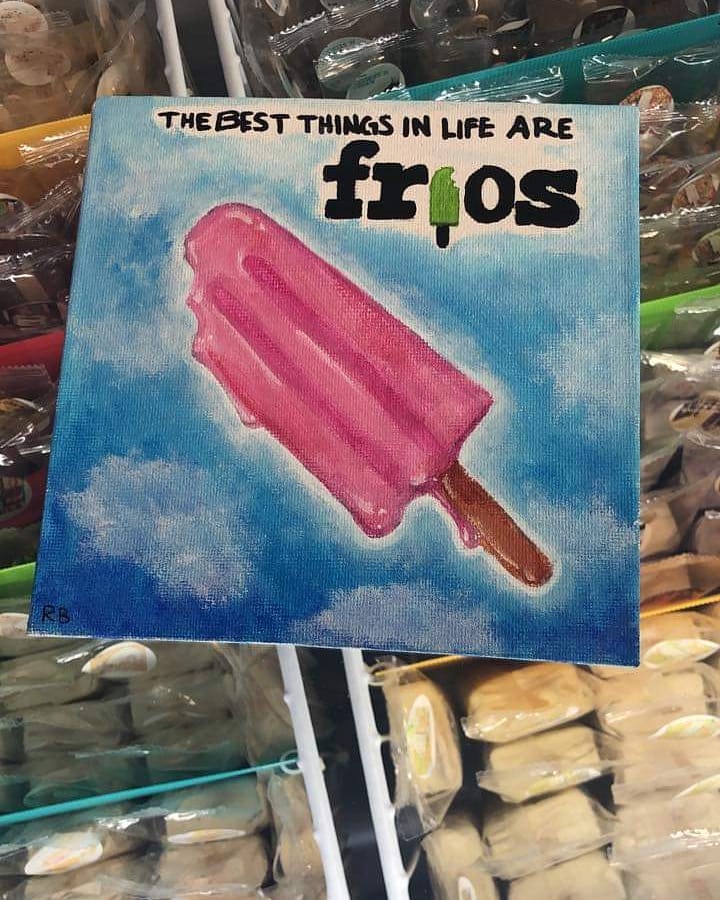 THE BEST THINGS IN LIFE ARE
frios
RB